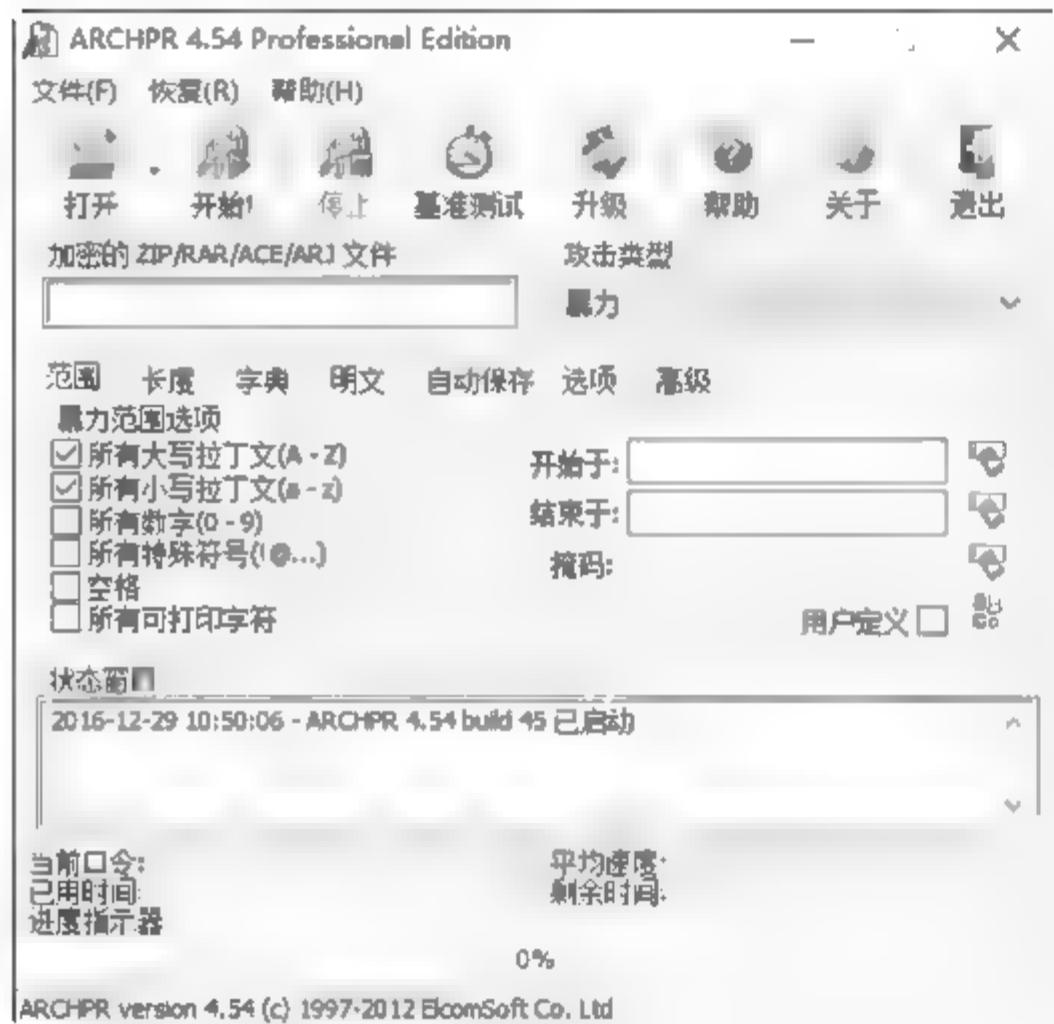 ARCHPR 4.54 Professional Edition
文件(F) 恢复(R) 帮助(H)
打开 开始! 停止 基准测试 升级 帮助 关于 退出
加密的 ZIP/RAR/ACE/ARJ 文件 攻击类型
暴力
范围 长度 字典 明文 自动保存 选项 高级
暴力范围选项
所有大写拉丁文(A - Z)
所有小写拉丁文(a - z)
所有数字(0 - 9)
所有特殊符号(!@...)
空格
所有可打印字符
开始于:
结束于:
掩码:
用户定义
状态窗口
2016-12-29 10:50:06 - ARCHPR 4.54 build 45 已启动
当前口令: 平均速度:
已用时间: 剩余时间:
进度指示器
0%
ARCHPR version 4.54 (c) 1997-2012 ElcomSoft Co. Ltd